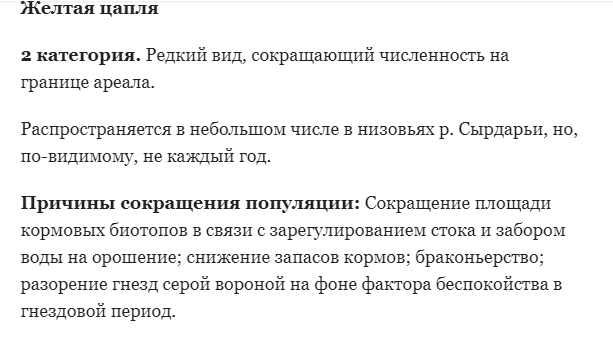 Желтая цапля
2 категория. Редкий вид, сокращающий численность на
границе ареала.
Распространяется в небольшом числе в низовьях р. Сырдарьи, но,
по-видимому, не каждый год.
Причины сокращения популяции: Сокращение площади
кормовых биотопов в связи с зарегулированием стока и забором
воды на орошение; снижение запасов кормов; браконьерство;
разорение гнезд серой вороной на фоне фактора беспокойства в
гнездовой период.